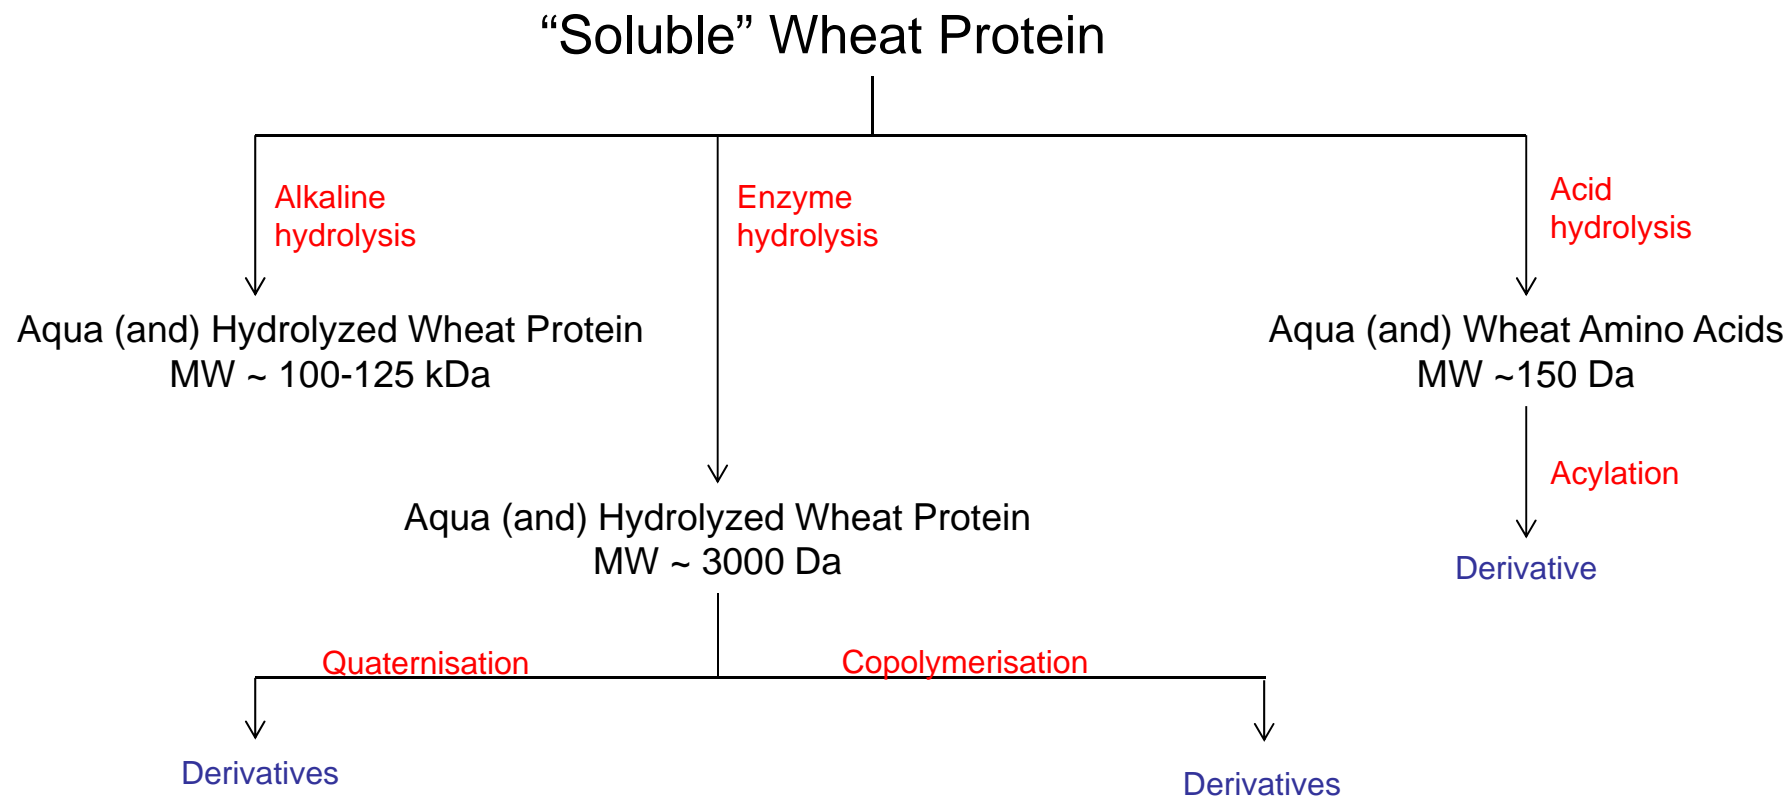 “Soluble” Wheat Protein
Alkaline
hydrolysis
Enzyme
hydrolysis
Acid
hydrolysis
Aqua (and) Hydrolyzed Wheat Protein
MW ~ 100-125 kDa
Aqua (and) Wheat Amino Acids
MW ~150 Da
Acylation
Aqua (and) Hydrolyzed Wheat Protein
MW ~ 3000 Da
Derivative
Quaternisation
Copolymerisation
Derivatives
Derivatives